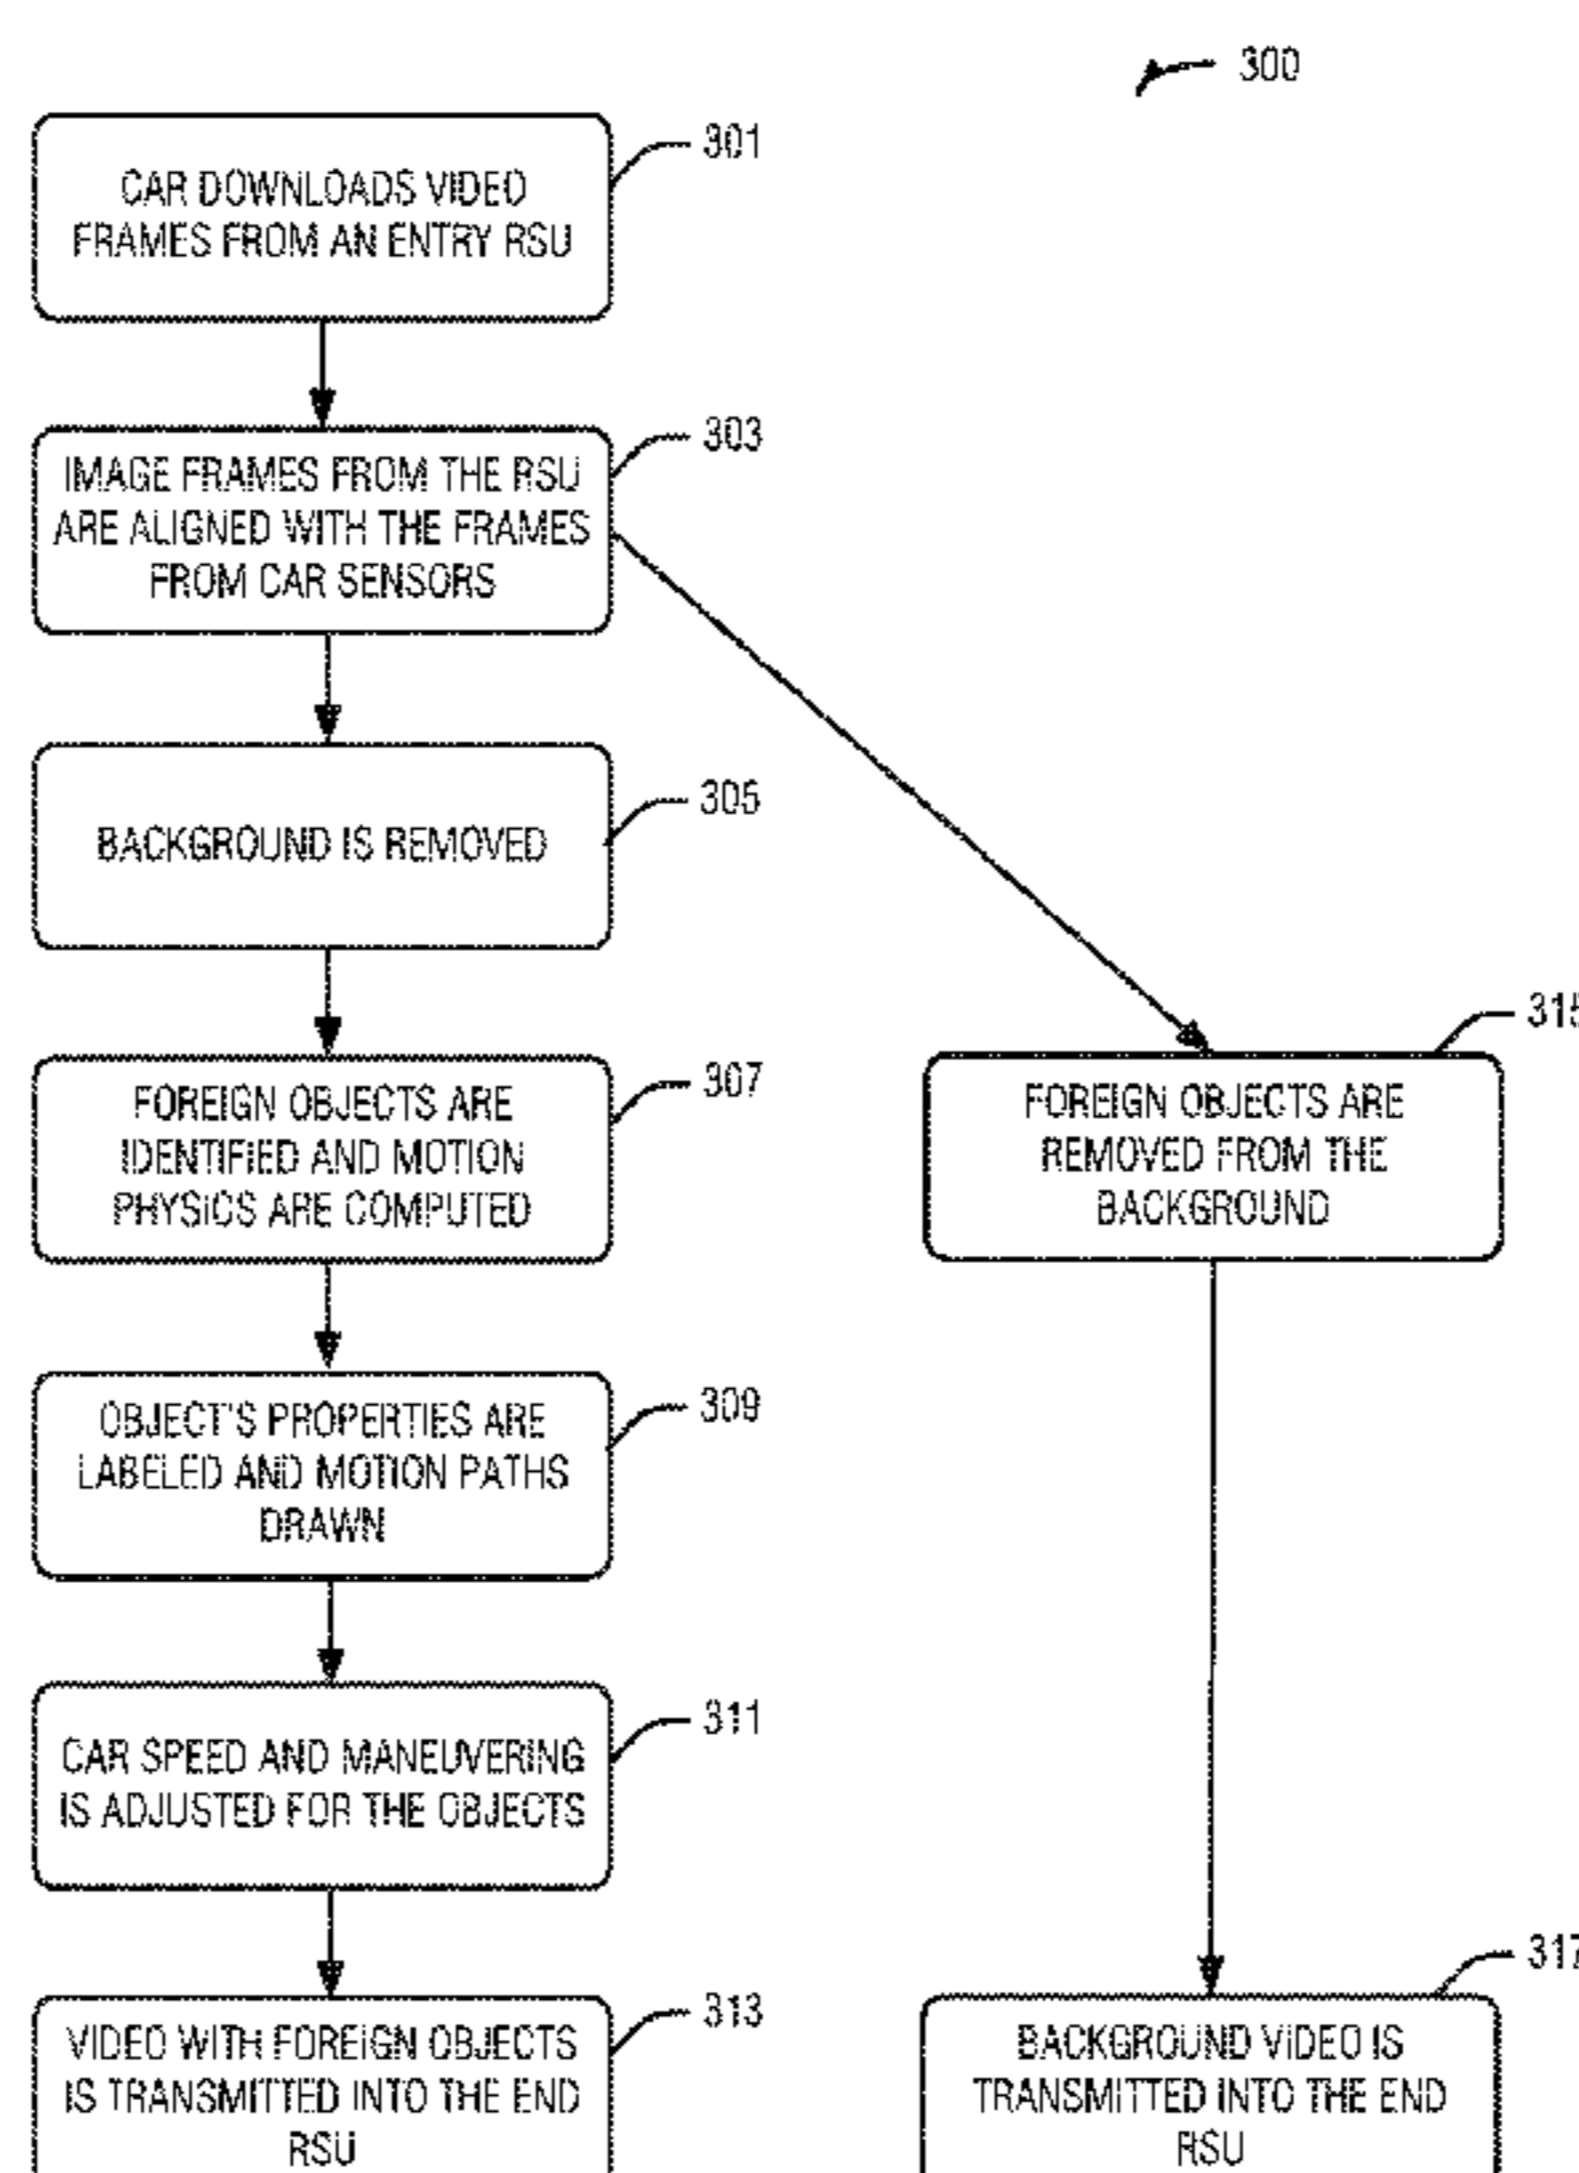 300
301
CAR DOWNLOADS VIDEO
FRAMES FROM AN ENTRY RSU
303
IMAGE FRAMES FROM THE RSU
ARE ALIGNED WITH THE FRAMES
FROM CAR SENSORS
305
BACKGROUND IS REMOVED
307
FOREIGN OBJECTS ARE
IDENTIFIED AND MOTION
PHYSICS ARE COMPUTED
315
FOREIGN OBJECTS ARE
REMOVED FROM THE
BACKGROUND
309
OBJECT'S PROPERTIES ARE
LABELED AND MOTION PATHS
DRAWN
311
CAR SPEED AND MANEUVERING
IS ADJUSTED FOR THE OBJECTS
313
VIDEO WITH FOREIGN OBJECTS
IS TRANSMITTED INTO THE END
RSU
317
BACKGROUND VIDEO IS
TRANSMITTED INTO THE END
RSU